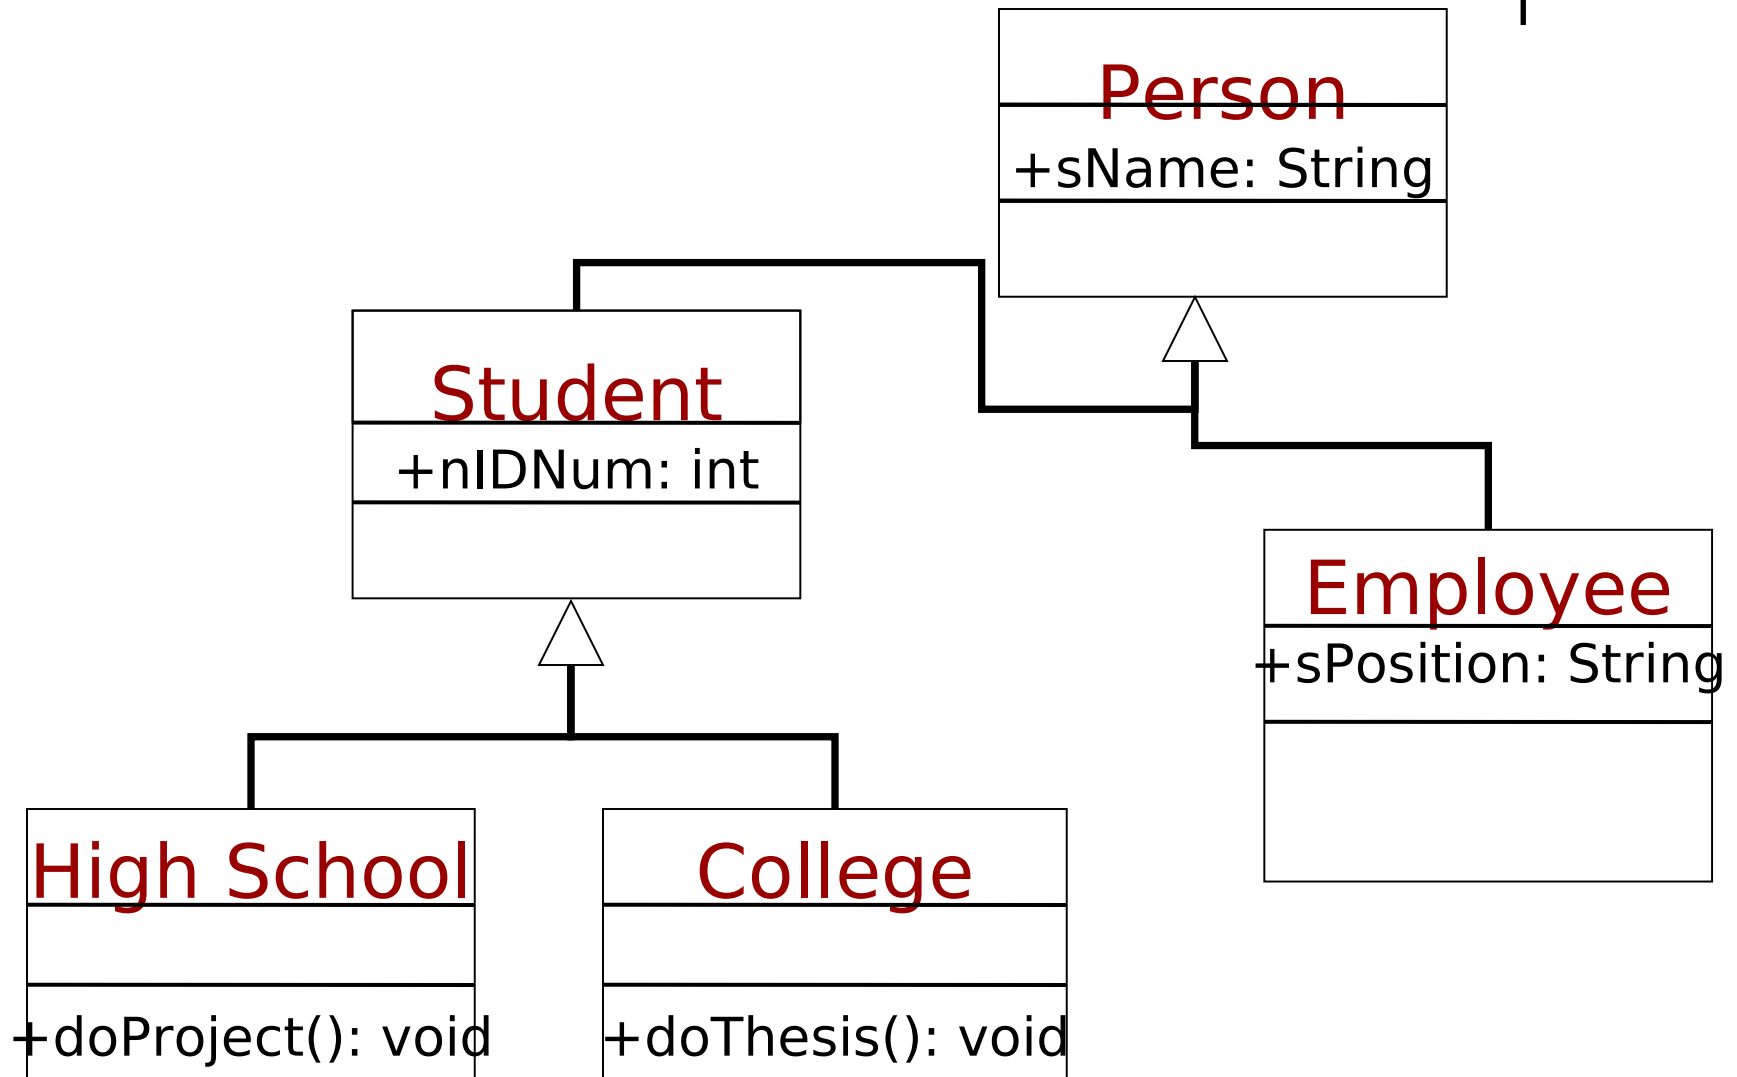 Person
+sName: String
Student
+nIDNum: int
Employee
+sPosition: String
High School
+doProject(): void
College
+doThesis(): void